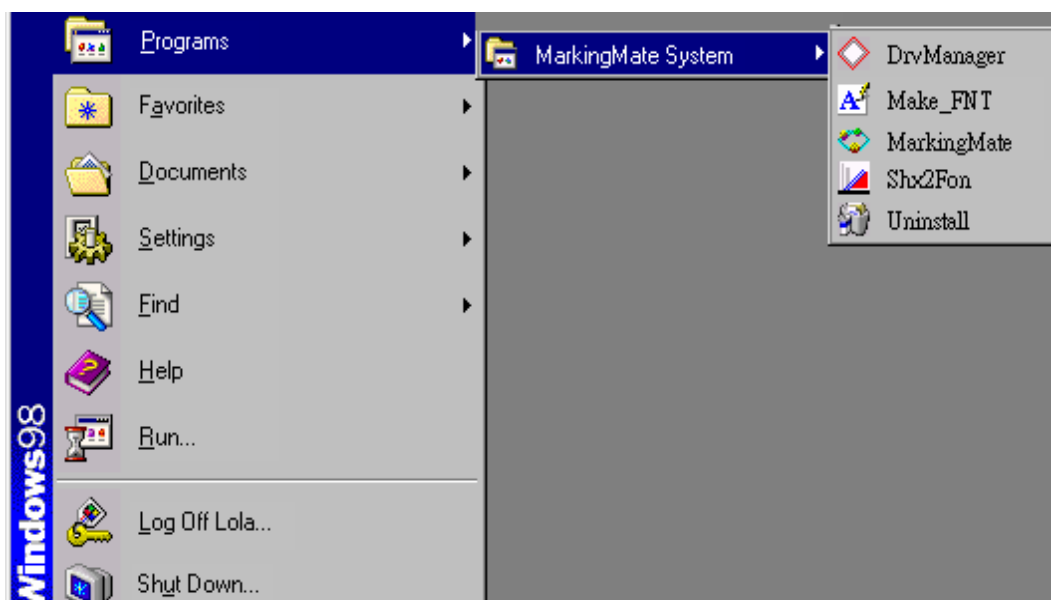 Programs
Favorites
Documents
Settings
Find
Help
Run...
Log Off Lola...
Shut Down...
Windows98
MarkingMate System
DrvManager
Make_FNT
MarkingMate
Shx2Fon
Uninstall